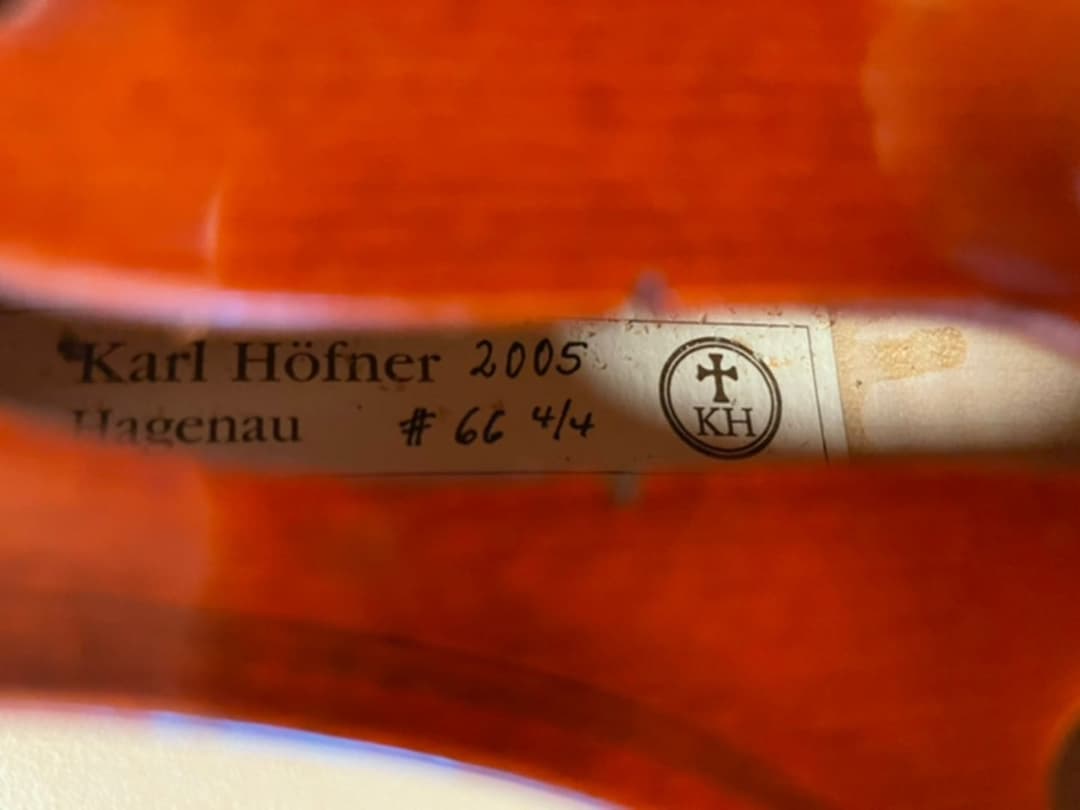 Karl Höfner 2005
Hagenau # 66 4/4
KH